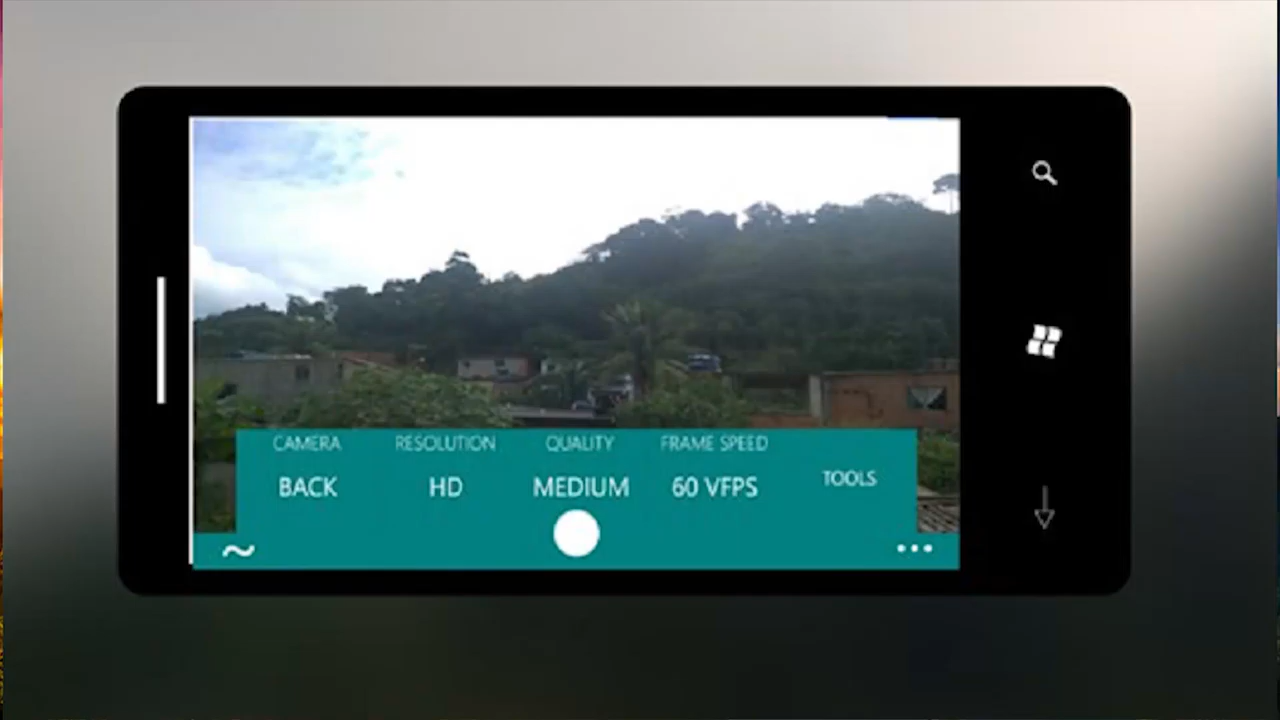 CAMERA RESOLUTION QUALITY FRAME SPEED
BACK HD MEDIUM 60 VFPS TOOLS